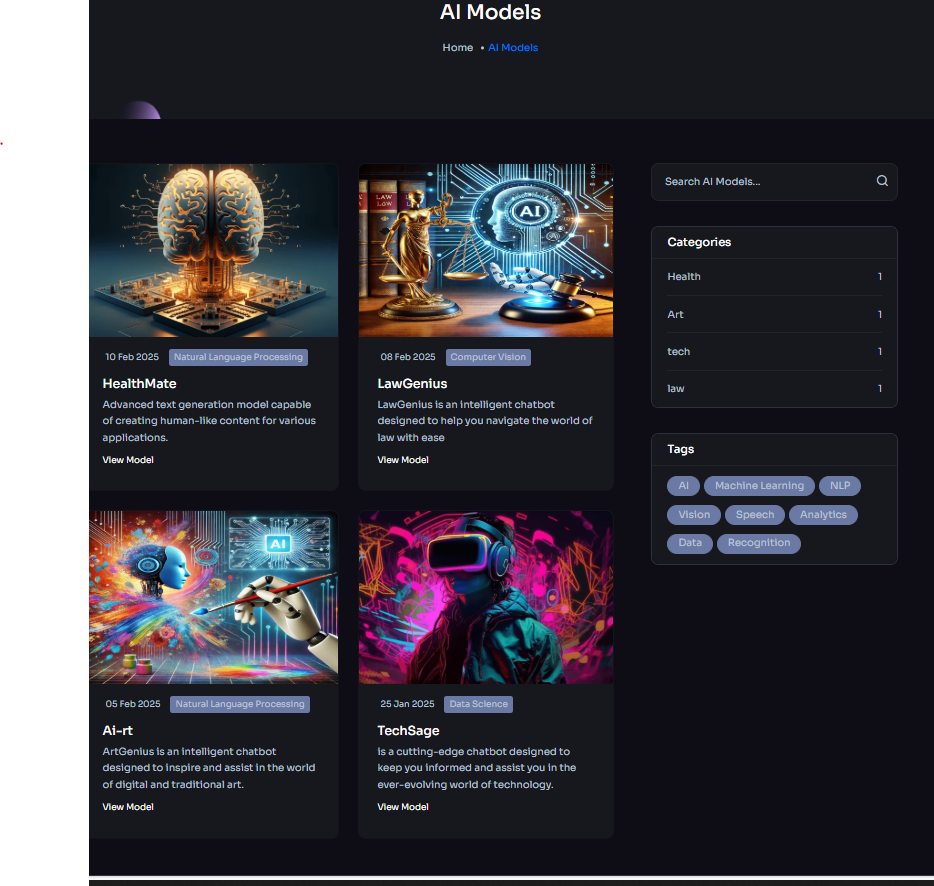 AI Models
Home • AI Models
LAW LAW L
LAW LAW
AI
10 Feb 2025 Natural Language Processing
HealthMate
Advanced text generation model capable
of creating human-like content for various
applications.
View Model
08 Feb 2025 Computer Vision
LawGenius
LawGenius is an intelligent chatbot
designed to help you navigate the world of
law with ease
View Model
AI
05 Feb 2025 Natural Language Processing
Ai-rt
ArtGenius is an intelligent chatbot
designed to inspire and assist in the world
of digital and traditional art.
View Model
25 Jan 2025 Data Science
TechSage
is a cutting-edge chatbot designed to
keep you informed and assist you in the
ever-evolving world of technology.
View Model
Search AI Models...
Categories
Health 1
Art 1
tech 1
law 1
Tags
AI Machine Learning NLP
Vision Speech Analytics
Data Recognition